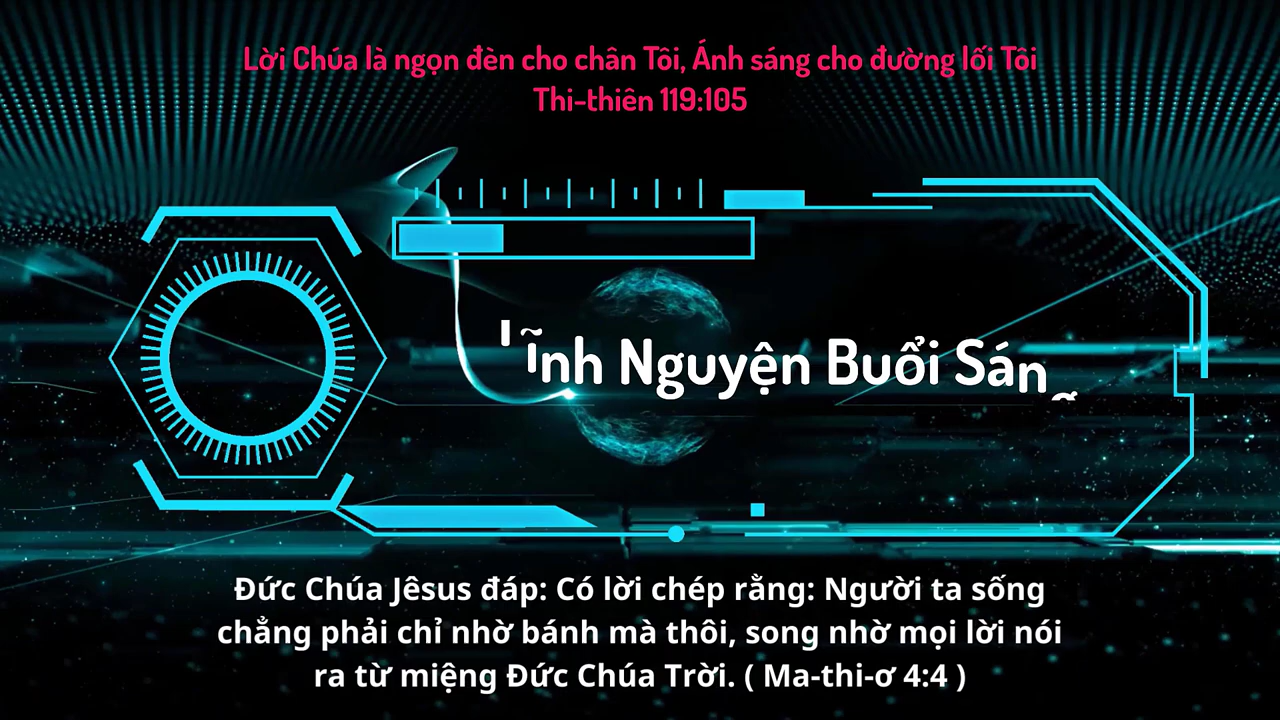 Lời Chúa là ngọn đèn cho chân Tôi, Ánh sáng cho đường lối Tôi
Thi-thiên 119:105
Nguyện Buổi
Đức Chúa Jêsus đáp: Có lời chép rằng: Người ta sống
chẳng phải chỉ nhờ bánh mà thôi, song nhờ mọi lời nói
ra từ miệng Đức Chúa Trời. ( Ma-thi-ơ 4:4 )